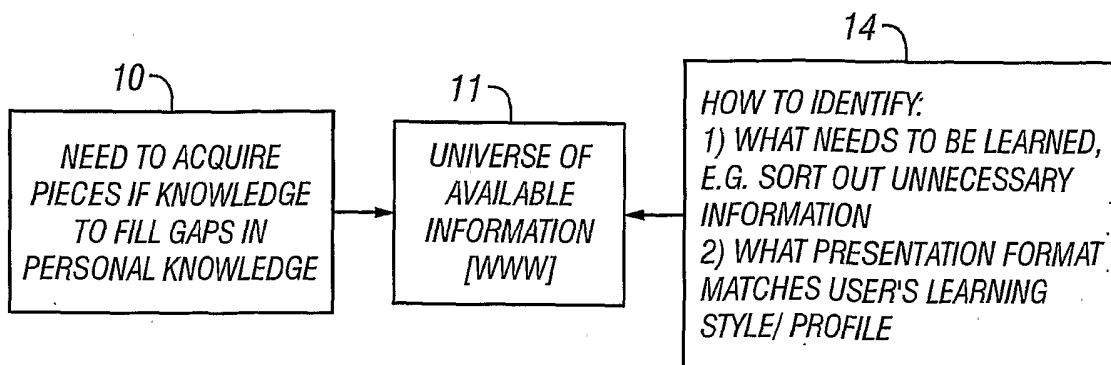 10
NEED TO ACQUIRE
PIECES IF KNOWLEDGE
TO FILL GAPS IN
PERSONAL KNOWLEDGE
11
UNIVERSE OF
AVAILABLE
INFORMATION
[WWW]
14
HOW TO IDENTIFY:
1) WHAT NEEDS TO BE LEARNED,
E.G. SORT OUT UNNECESSARY
INFORMATION
2) WHAT PRESENTATION FORMAT
MATCHES USER'S LEARNING
STYLE/ PROFILE